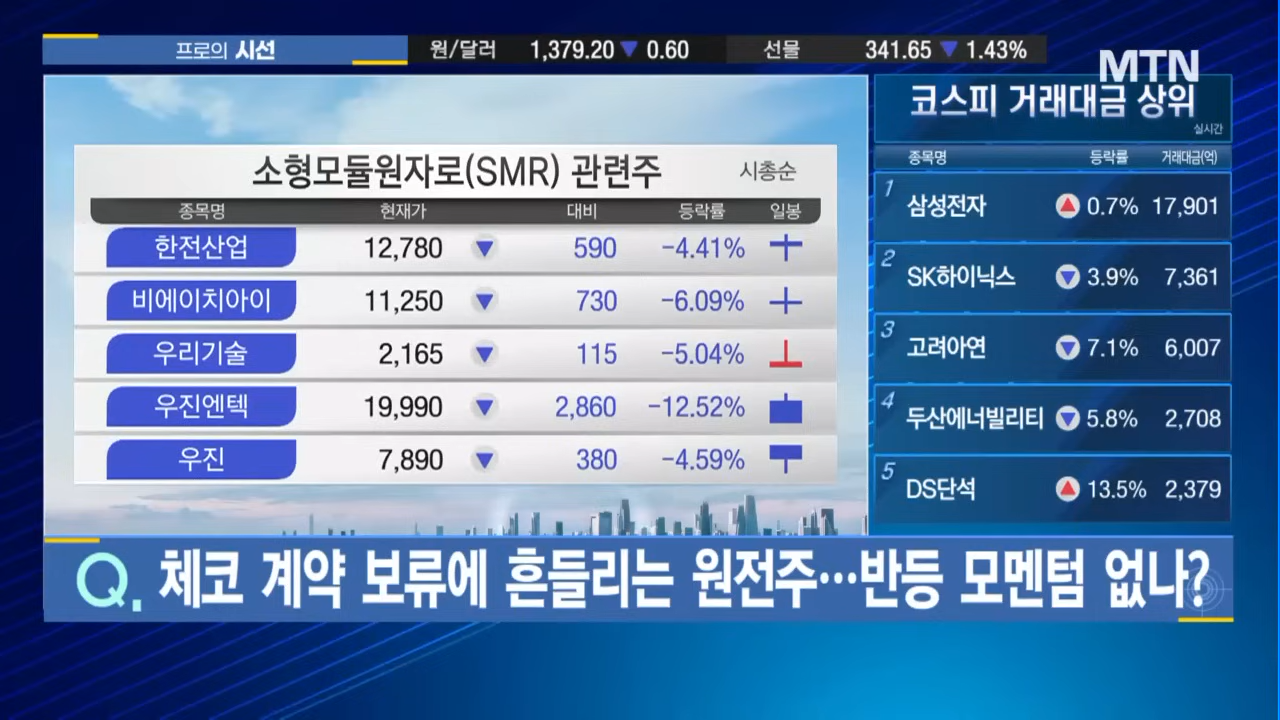 프로의 시선 원/달러 1,379.20 ▼ 0.60 선물 341.65 ▼ 1.43%
MTN
소형모듈원자로(SMR) 관련주 시총순
종목명 현재가 대비 등락률 일봉
한전산업 12,780 ▼ 590 -4.41%
비에이치아이 11,250 ▼ 730 -6.09%
우리기술 2,165 ▼ 115 -5.04%
우진엔텍 19,990 ▼ 2,860 -12.52%
우진 7,890 ▼ 380 -4.59%
코스피 거래대금 상위
실시간
종목명 등락률 거래대금(억)
1 삼성전자 ▲ 0.7% 17,901
2 SK하이닉스 ▼ 3.9% 7,361
3 고려아연 ▼ 7.1% 6,007
4 두산에너빌리티 ▼ 5.8% 2,708
5 DS단석 ▲ 13.5% 2,379
Q. 체코 계약 보류에 흔들리는 원전주…반등 모멘텀 없나?